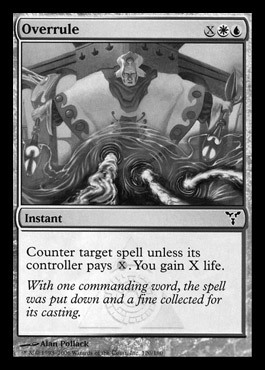 Overrule X
Instant
Counter target spell unless its
controller pays X. You gain X life.
With one commanding word, the spell
was put down and a fine collected for
its casting.
Alan Pollack